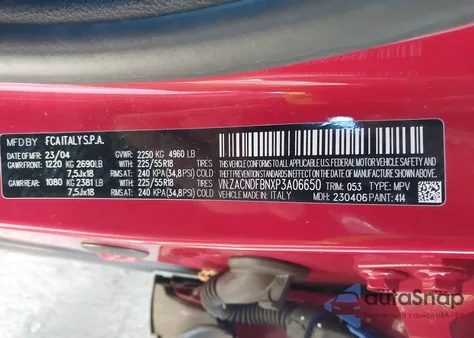 MFD BY FCA ITALY S.P.A.
DATE OF MFR: 23/04 GVWR: 2250 KG 4960 LB
GAWR FRONT: 1220 KG 2690LB WITH 225/55R18 TIRES
7,5Jx18 RIMS AT 240 KPA(34,8PSI) COLD
GAWR REAR: 1080 KG 2381 LB WITH 225/55R18 TIRES
7,5Jx18 RIMS AT 240 KPA(34,8PSI) COLD
THIS VEHICLE CONFORMS TO ALL APPLICABLE U.S. FEDERAL MOTOR VEHICLE
SAFETY, BUMPER AND THEFT PREVENTION STANDARDS IN EFFECT ON THE
DATE OF MANUFACTURE SHOWN ABOVE.
VIN: ZACNDFBNXP3A06650 TRIM: 053 TYPE: MPV
VEHICLE MADE IN: ITALY MDH: 230406 PAINT: 414
autoSnap